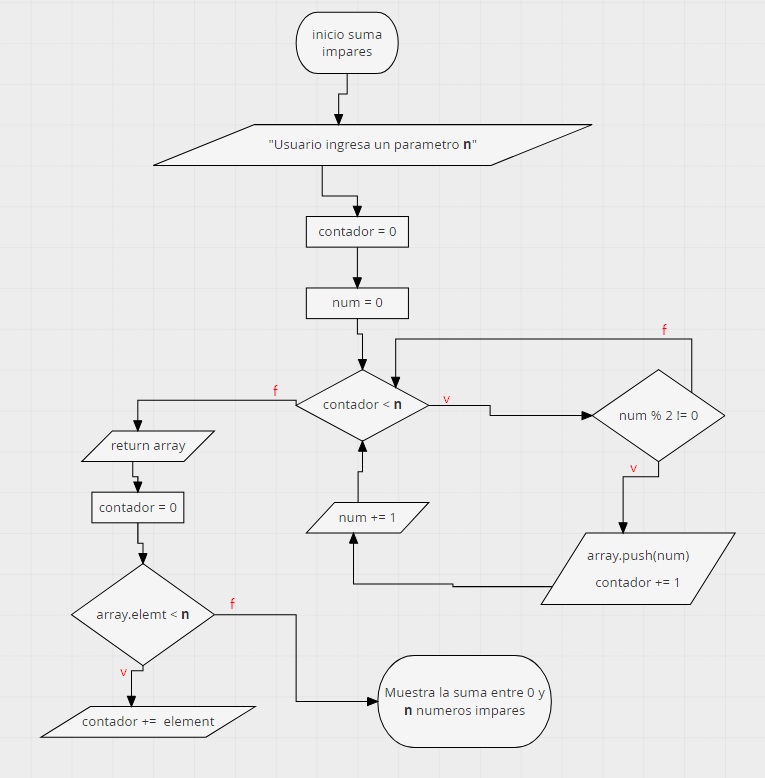 inicio suma
impares
"Usuario ingresa un parametro n"
contador = 0
num = 0
f
contador < n
v
num % 2 != 0
f
return array
v
contador = 0
num += 1
array.push(num)
contador += 1
array.elemt < n
f
v
Muestra la suma entre 0 y
n numeros impares
contador += element